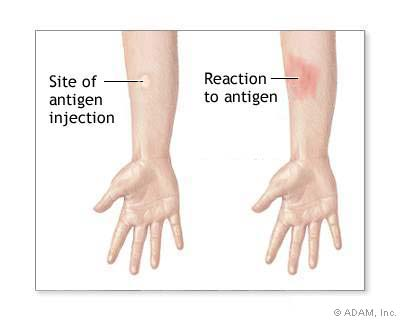 Site of
antigen
injection
Reaction
to antigen
© ADAM, Inc.